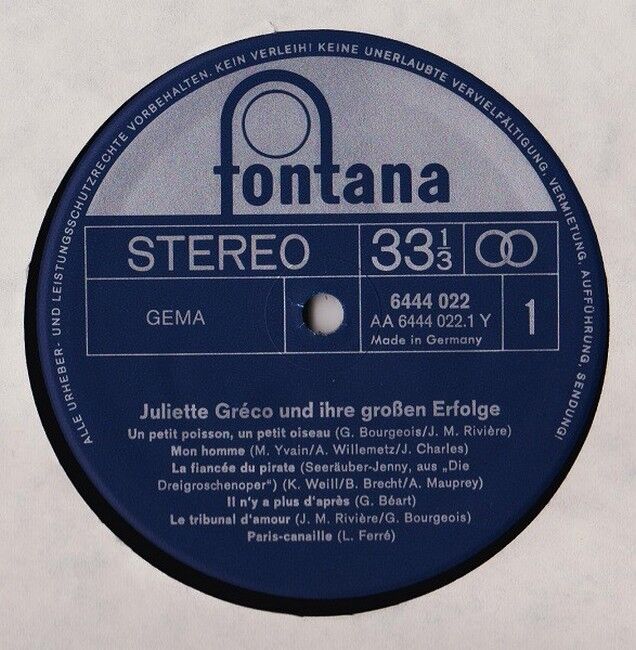 ALLE URHEBER- UND LEISTUNGSSCHUTZRECHTE VORBEHALTEN. KEIN VERLEIH! KEINE UNERLAUBTE VERVIELFÄLTIGUNG, VERMIETUNG, AUFFÜHRUNG, SENDUNG!
fontana
STEREO 33 1/3
GEMA
6444 022
AA 6444 022.1 Y
Made in Germany
1
Juliette Gréco und ihre großen Erfolge
Un petit poisson, un petit oiseau (G. Bourgeois/J. M. Rivière)
Mon homme (M. Yvain/A. Willemetz/J. Charles)
La fiancée du pirate (Seeräuber-Jenny, aus „Die
Dreigroschenoper“) (K. Weill/B. Brecht/A. Mauprey)
Il n'y a plus d'après (G. Béart)
Le tribunal d'amour (J. M. Rivière/G. Bourgeois)
Paris-canaille (L. Ferré)